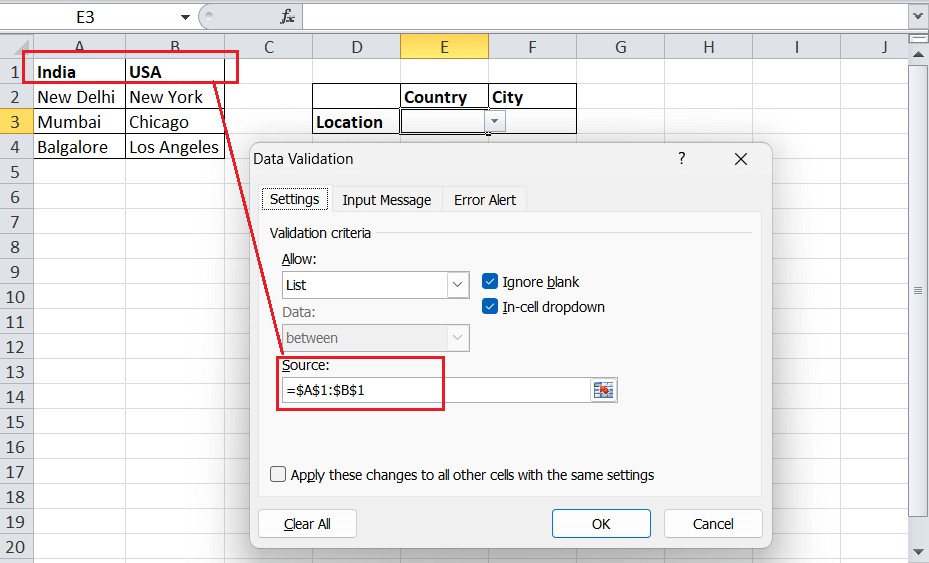 E3 fx
A B C D E F G H I J
1 India USA
2 New Delhi New York Country City
3 Mumbai Chicago Location
4 Balgalore Los Angeles
5
6
7
8
9
10
11
12
13
14
15
16
17
18
19
20
Data Validation ? ×
Settings Input Message Error Alert
Validation criteria
Allow:
List Ignore blank
In-cell dropdown
Data:
between
Source:
=$A$1:$B$1
Apply these changes to all other cells with the same settings
Clear All OK Cancel